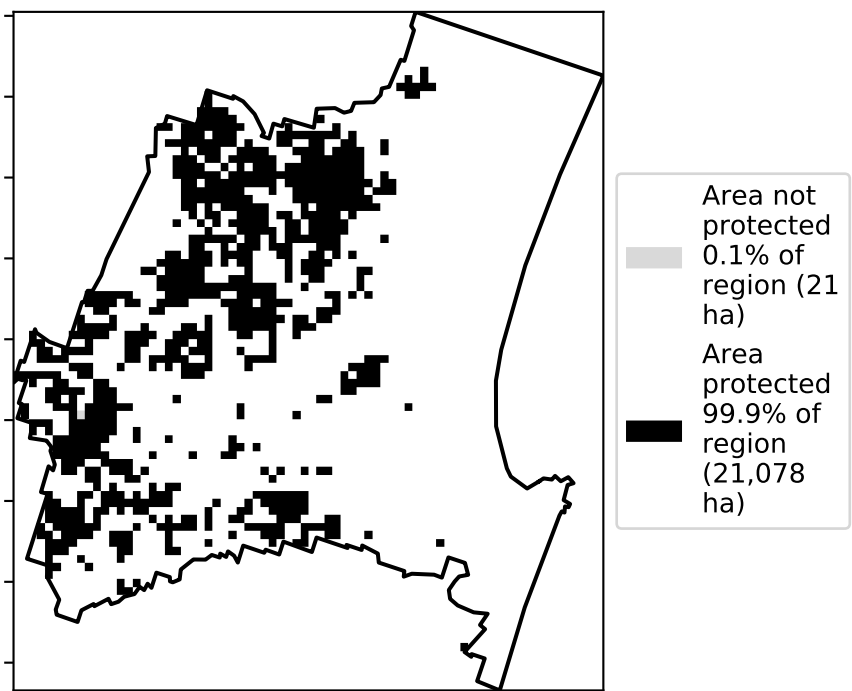 Area not
protected
0.1% of
region (21
ha)
Area
protected
99.9% of
region
(21,078
ha)